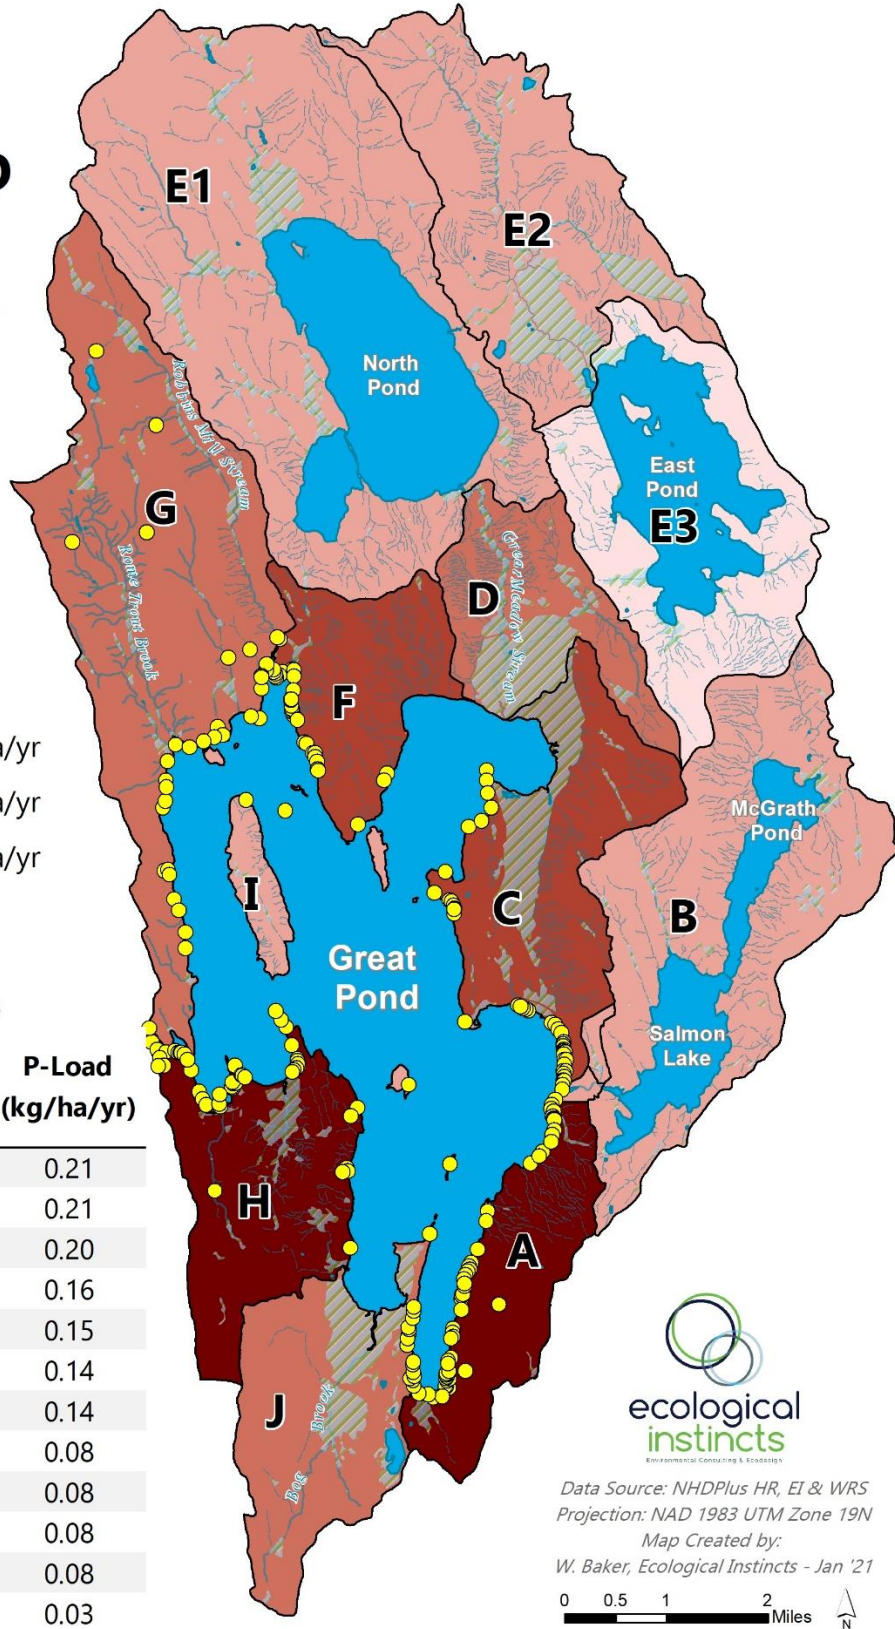 E1
E2
North
Pond
East
Pond
E3
Robbins Mill Stream
G
Rome Trout Brook
D
Great Meadow Stream
F
a/yr
a/yr
a/yr
McGrath
Pond
I
C
B
Great
Pond
Salmon
Lake
P-Load
(kg/ha/yr)
0.21
0.21
0.20
0.16
0.15
0.14
0.14
0.08
0.08
0.08
0.08
0.03
H
A
J
Bog Brook
ecological
instincts
Environmental Consulting & Ecodesign
Data Source: NHDPlus HR, EI & WRS
Projection: NAD 1983 UTM Zone 19N
Map Created by:
W. Baker, Ecological Instincts - Jan '21
0 0.5 1 2
Miles
N